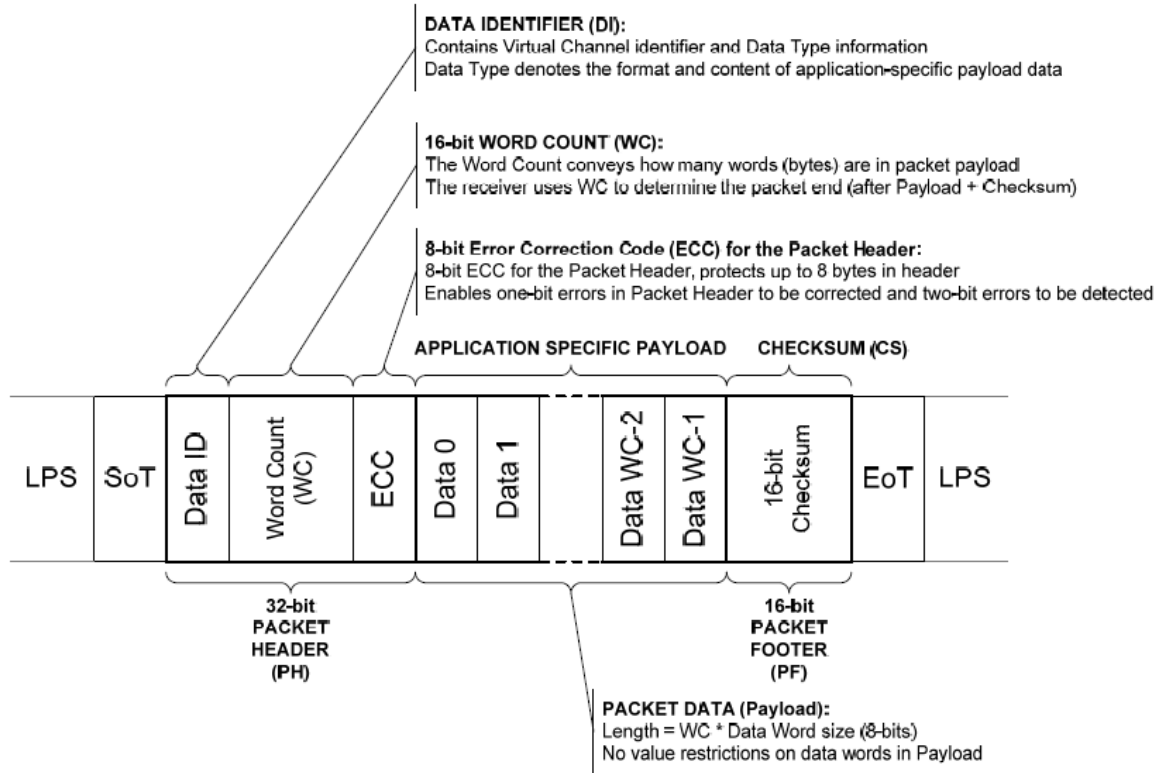 DATA IDENTIFIER (DI):
Contains Virtual Channel identifier and Data Type information
Data Type denotes the format and content of application-specific payload data
16-bit WORD COUNT (WC):
The Word Count conveys how many words (bytes) are in packet payload
The receiver uses WC to determine the packet end (after Payload + Checksum)
8-bit Error Correction Code (ECC) for the Packet Header:
8-bit ECC for the Packet Header, protects up to 8 bytes in header
Enables one-bit errors in Packet Header to be corrected and two-bit errors to be detected
APPLICATION SPECIFIC PAYLOAD
CHECKSUM (CS)
LPS
SoT
Data ID
Word Count
(WC)
ECC
Data 0
Data 1
Data WC-2
Data WC-1
16-bit
Checksum
EoT
LPS
32-bit
PACKET
HEADER
(PH)
16-bit
PACKET
FOOTER
(PF)
PACKET DATA (Payload):
Length = WC * Data Word size (8-bits)
No value restrictions on data words in Payload